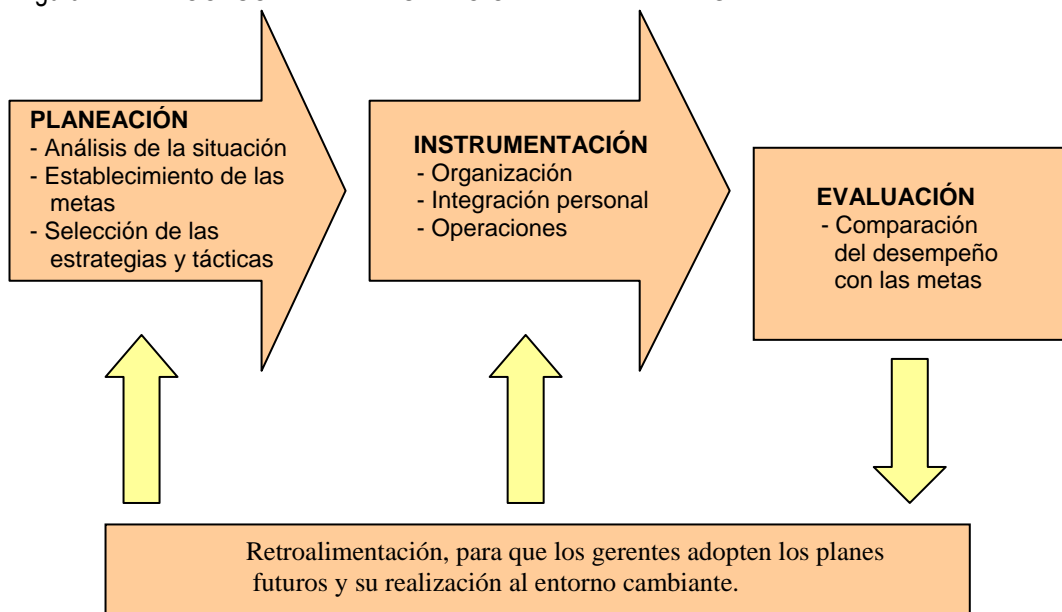 PLANEACIÓN
- Análisis de la situación
- Establecimiento de las
metas
- Selección de las
estrategias y tácticas
INSTRUMENTACIÓN
- Organización
- Integración personal
- Operaciones
EVALUACIÓN
- Comparación
del desempeño
con las metas
Retroalimentación, para que los gerentes adopten los planes
futuros y su realización al entorno cambiante.